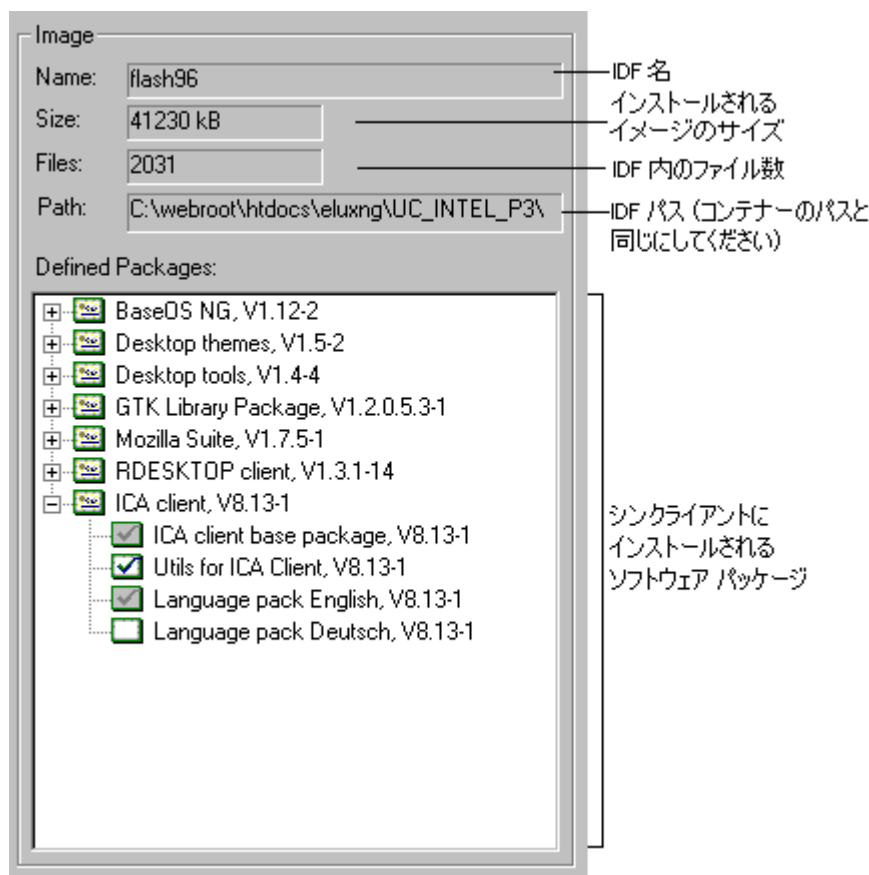 Image
Name: flash96
IDF 名
Size: 41230 kB
インストールされる
イメージのサイズ
Files: 2031
IDF 内のファイル数
Path: C:\webroot\htdocs\eluxng\UC_INTEL_P3\
IDF パス (コンテナーのパスと
同じにしてください)
Defined Packages:
BaseOS NG, V1.12-2
Desktop themes, V1.5-2
Desktop tools, V1.4-4
GTK Library Package, V1.2.0.5.3-1
Mozilla Suite, V1.7.5-1
RDESKTOP client, V1.3.1-14
ICA client, V8.13-1
ICA client base package, V8.13-1
Utils for ICA Client, V8.13-1
Language pack English, V8.13-1
Language pack Deutsch, V8.13-1
シンクライアントに
インストールされる
ソフトウェア パッケージ